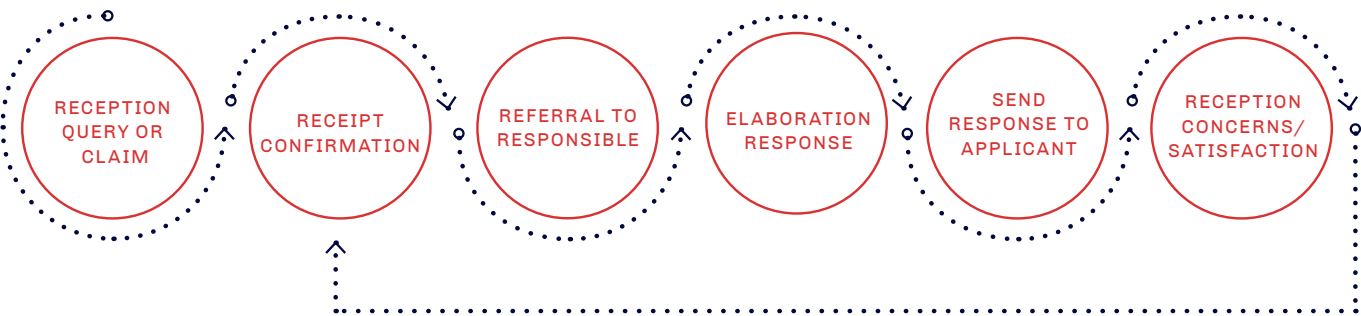 RECEPTION
QUERY OR
CLAIM
RECEIPT
CONFIRMATION
REFERRAL TO
RESPONSIBLE
ELABORATION
RESPONSE
SEND
RESPONSE TO
APPLICANT
RECEPTION
CONCERNS/
SATISFACTION